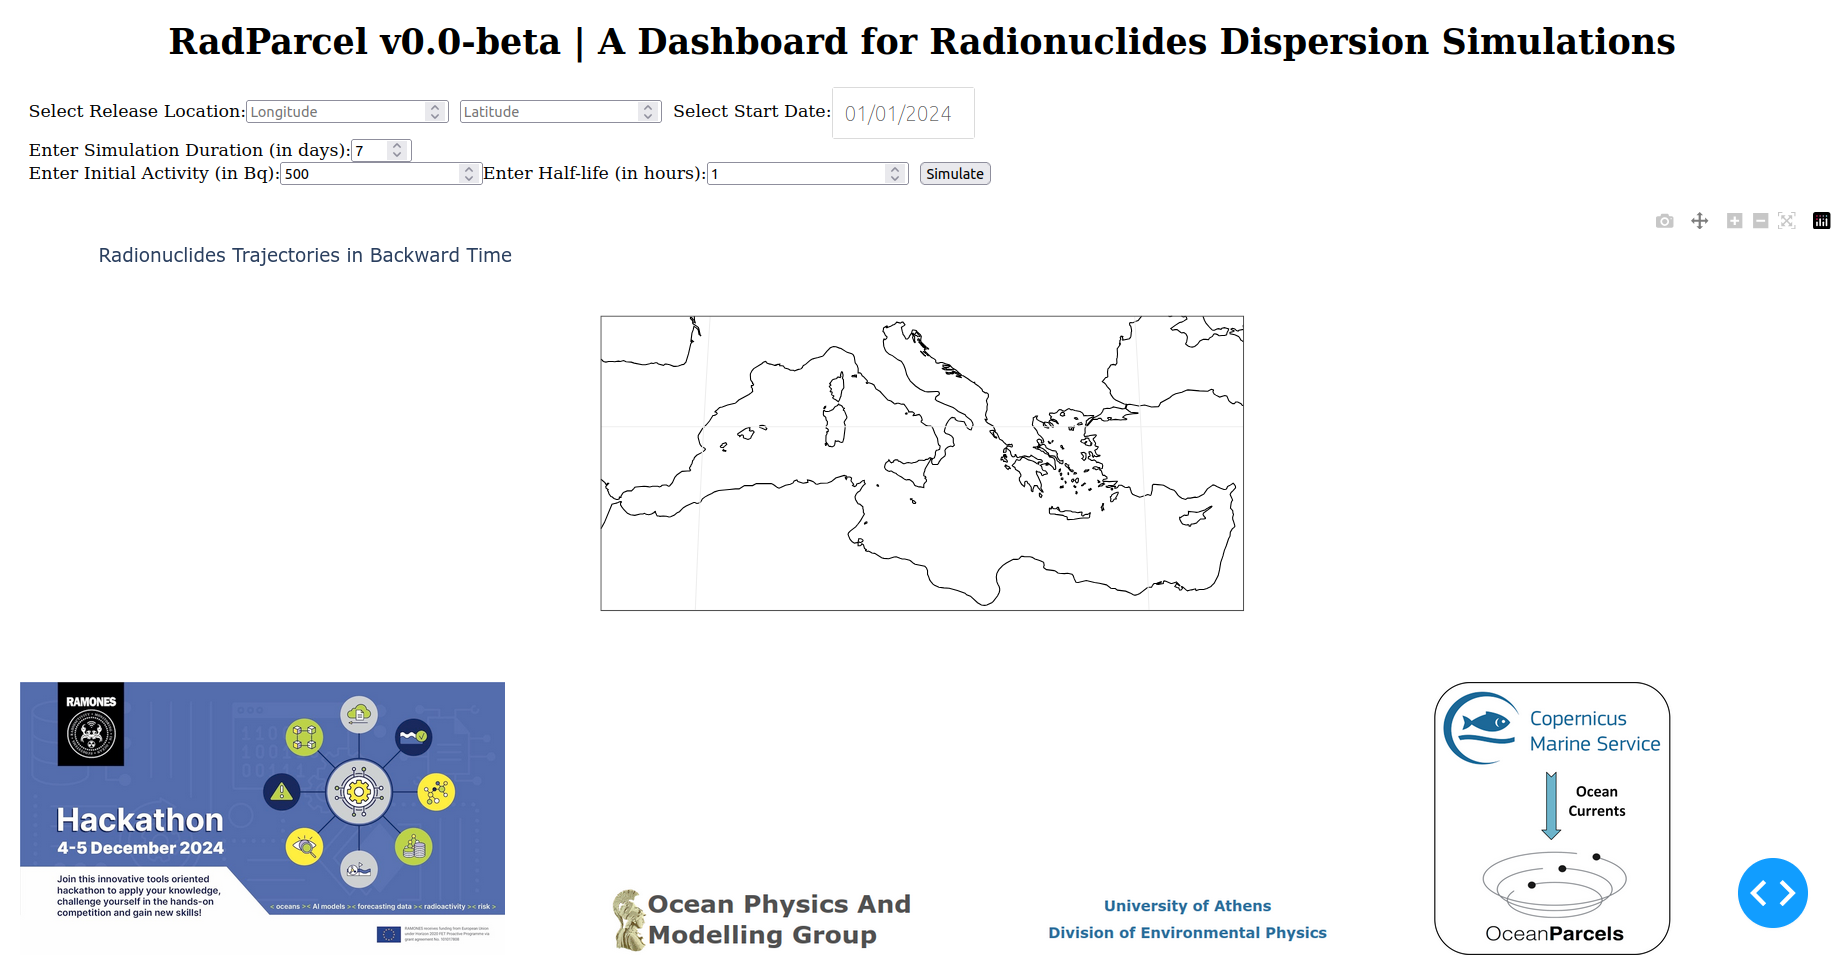 RadParcel v0.0-beta | A Dashboard for Radionuclides Dispersion Simulations
Select Release Location: Longitude Latitude Select Start Date: 01/01/2024
Enter Simulation Duration (in days): 7
Enter Initial Activity (in Bq): 500 Enter Half-life (in hours): 1 Simulate
Radionuclides Trajectories in Backward Time
RAMONES
Hackathon
4-5 December 2024
Join this innovative tools oriented
hackathon to apply your knowledge,
challenge yourself in the hands-on
competition and gain new skills!
< oceans >< AI models >< forecasting data >< radioactivity >< risk >
Ocean Physics And
Modelling Group
University of Athens
Division of Environmental Physics
Copernicus
Marine Service
Ocean
Currents
OceanParcels